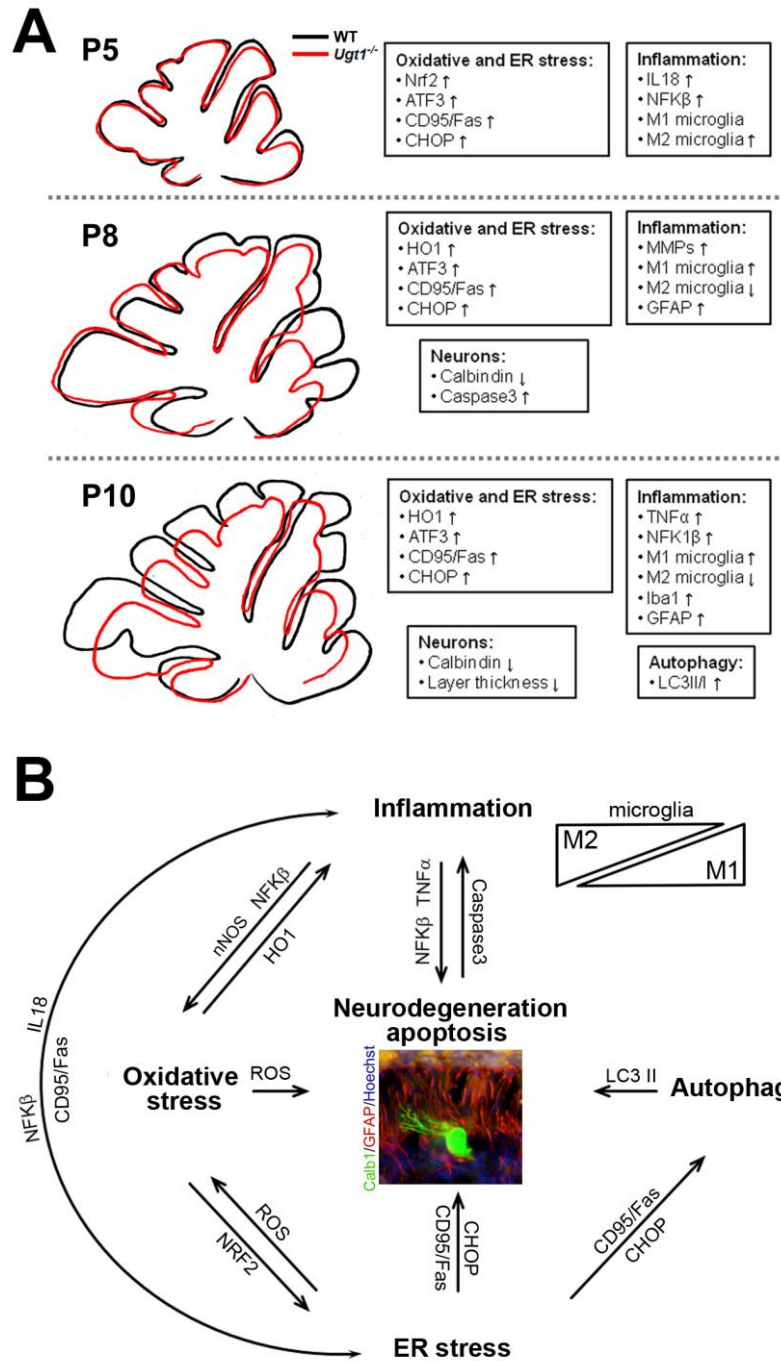 A
P5
WT
Ugt1-/-
Oxidative and ER stress:
• Nrf2 ↑
• ATF3 ↑
• CD95/Fas ↑
• CHOP ↑
Inflammation:
• IL18 ↑
• NFKβ ↑
• M1 microglia
• M2 microglia ↑
P8
Oxidative and ER stress:
• HO1 ↑
• ATF3 ↑
• CD95/Fas ↑
• CHOP ↑
Inflammation:
• MMPs ↑
• M1 microglia ↑
• M2 microglia ↓
• GFAP ↑
Neurons:
• Calbindin ↓
• Caspase3 ↑
P10
Oxidative and ER stress:
• HO1 ↑
• ATF3 ↑
• CD95/Fas ↑
• CHOP ↑
Inflammation:
• TNFα ↑
• NFK1β ↑
• M1 microglia ↑
• M2 microglia ↓
• Iba1 ↑
• GFAP ↑
Neurons:
• Calbindin ↓
• Layer thickness ↓
Autophagy:
• LC3II/I ↑
B
Inflammation
microglia
M2
M1
nNOS NFKβ
HO1
NFKβ TNFα
Caspase3
IL18
NFKβ
CD95/Fas
Neurodegeneration
apoptosis
Oxidative
stress
ROS
Calb1/GFAP/Hoechst
LC3 II
Autophag
ROS
NRF2
CD95/Fas
CHOP
CD95/Fas
CHOP
ER stress